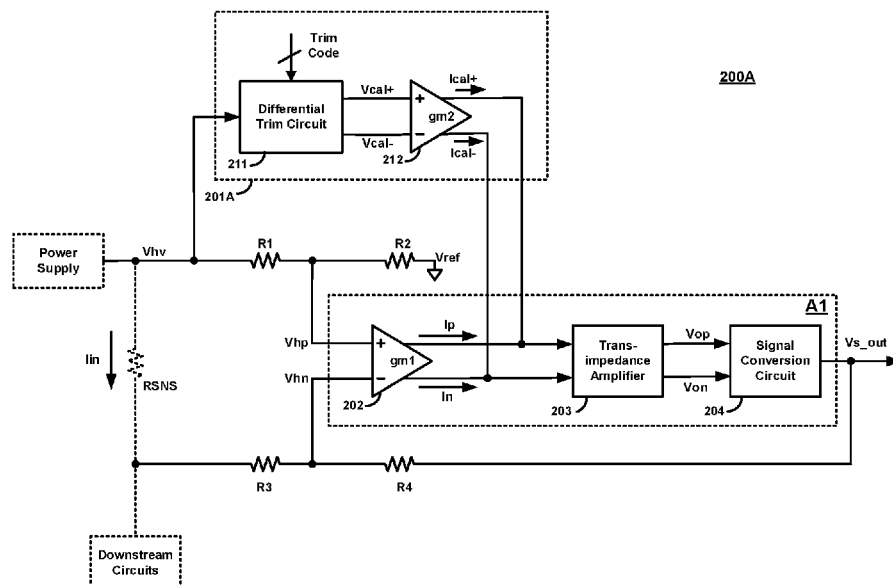 Trim
Code
200A
Differential
Trim Circuit
211
Vcal+
Vcal-
+
−
gm2
212
Ical+
Ical-
201A
Power
Supply
Vhv
R1
R2
Vref
A1
Iin
RSNS
Vhp
Vhn
+
−
gm1
202
Ip
In
Trans-
impedance
Amplifier
203
Vop
Von
Signal
Conversion
Circuit
204
Vs_out
R3
R4
Downstream
Circuits